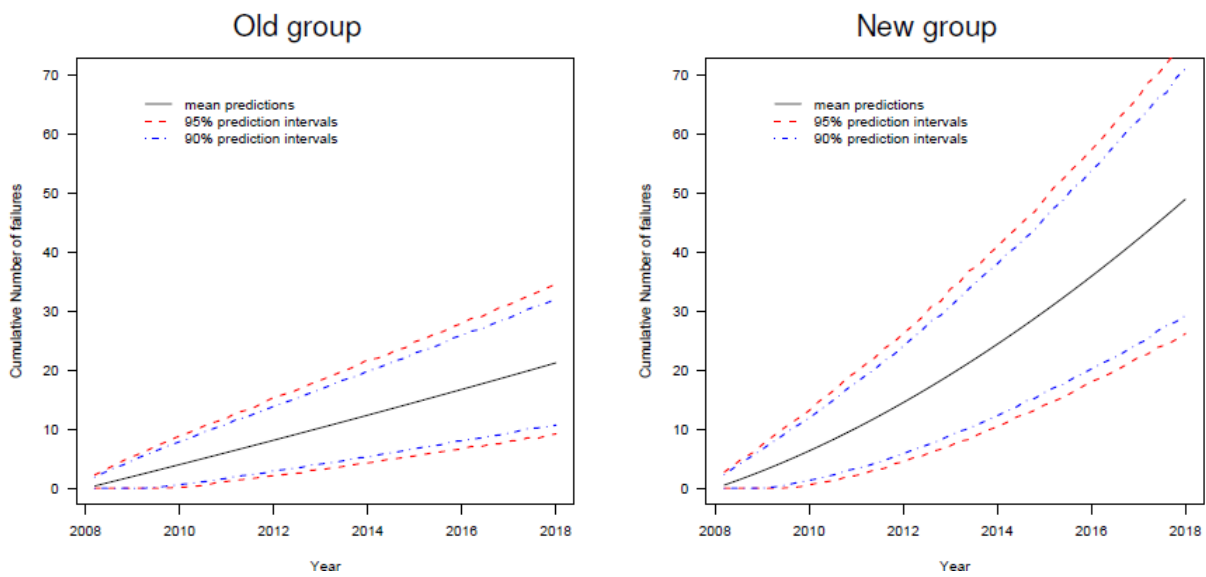 Old group
70
60
50
40
30
20
10
0
Cumulative Number of failures
mean predictions
95% prediction intervals
90% prediction intervals
2008
2010
2012
2014
2016
2018
Year
New group
70
60
50
40
30
20
10
0
Cumulative Number of failures
mean predictions
95% prediction intervals
90% prediction intervals
2008
2010
2012
2014
2016
2018
Year